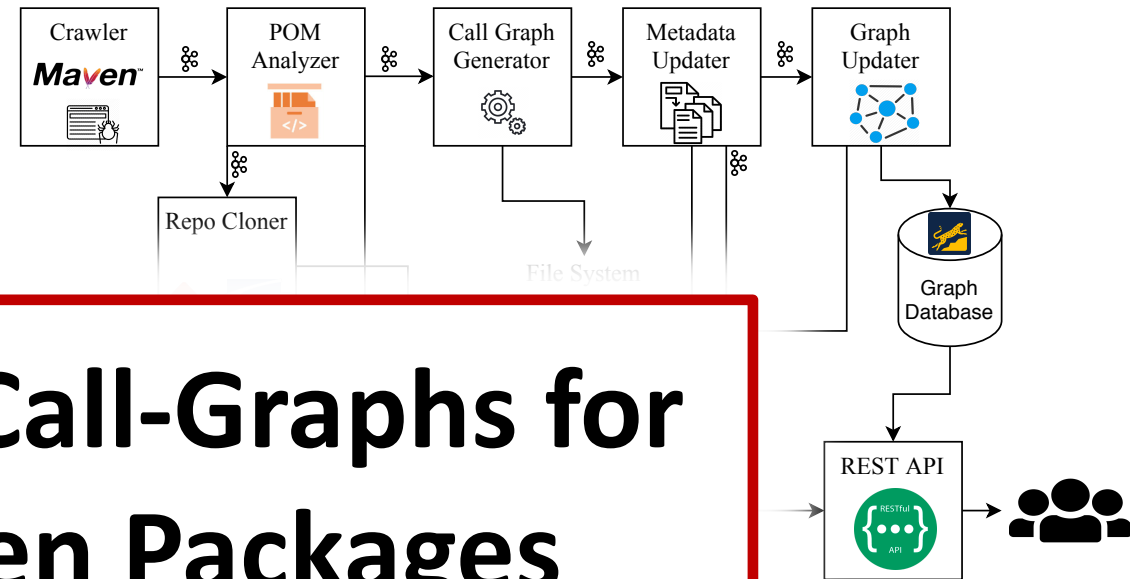 Crawler
Maven™
POM
Analyzer
</>
Call Graph
Generator
Metadata
Updater
Graph
Updater
Repo Cloner
File System
Graph
Database
Call-Graphs for
en Packages
REST API
RESTful
{•••}
API